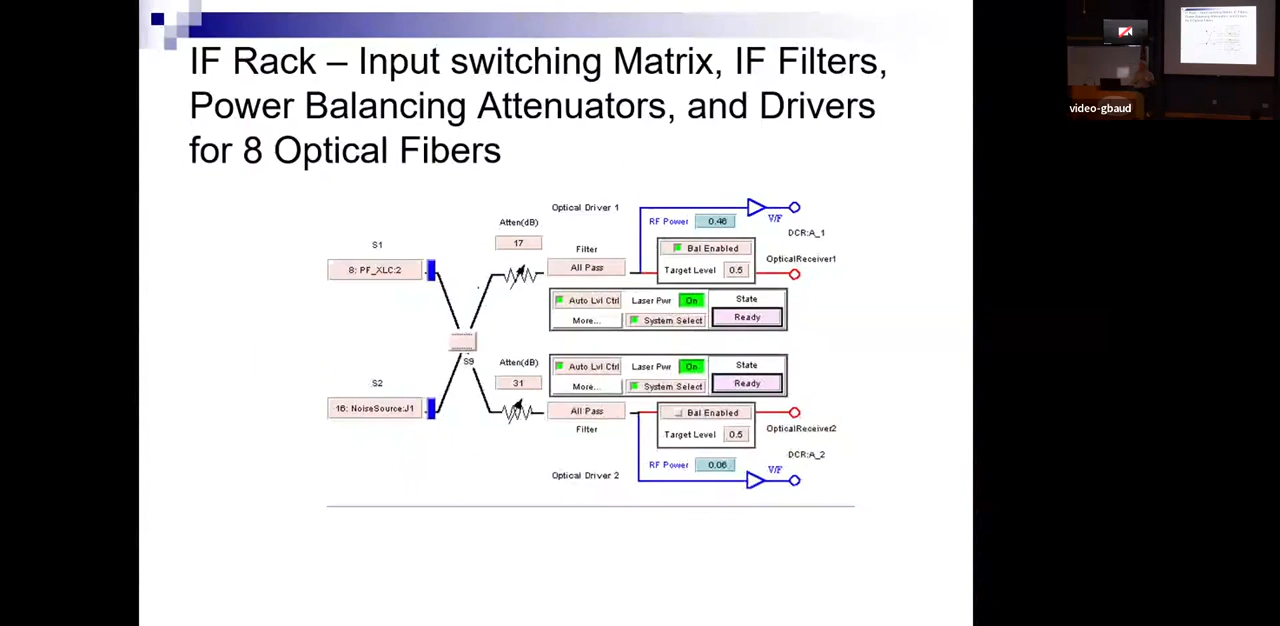 IF Rack – Input switching Matrix, IF Filters,
Power Balancing Attenuators, and Drivers
for 8 Optical Fibers
video-gbaud
Optical Driver 1
RF Power 0.46
V/F
DCR:A_1
Atten(dB)
17
S1
8: PF_XLC:2
Filter
All Pass
Bal Enabled
Target Level 0.5
OpticalReceiver1
Auto Lvl Ctrl Laser Pwr On State
More... System Select Ready
S9
Atten(dB)
31
Auto Lvl Ctrl Laser Pwr On State
More... System Select Ready
S2
16: NoiseSource:J1
All Pass
Filter
Bal Enabled
Target Level 0.5
OpticalReceiver2
DCR:A_2
RF Power 0.06
V/F
Optical Driver 2